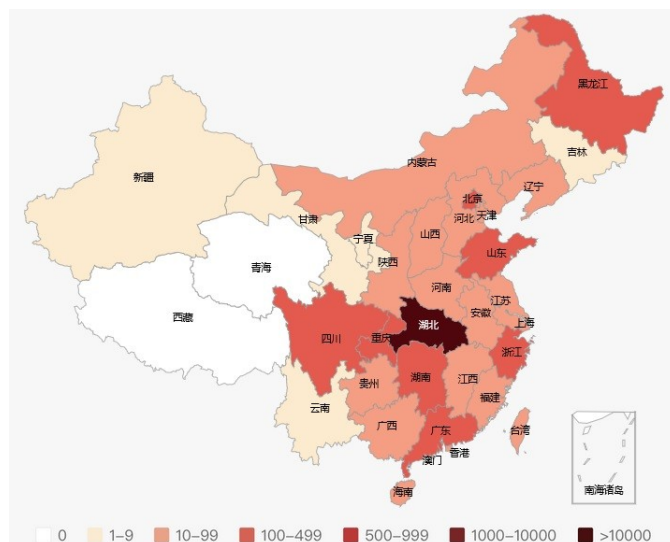 黑龙江
吉林
新疆
内蒙古
辽宁
北京
天津
河北
甘肃
宁夏
山西
山东
青海
陕西
河南
江苏
西藏
安徽
上海
湖北
四川
重庆
浙江
湖南
江西
贵州
福建
云南
广西
广东
台湾
香港
澳门
海南
南海诸岛
0 1-9 10-99 100-499 500-999 1000-10000 >10000